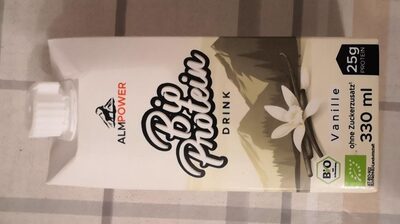 ALMPOWER
Bio
Protein
DRINK
Vanille
25g
PROTEIN
ohne Zuckerzusatz
330 ml
BIO